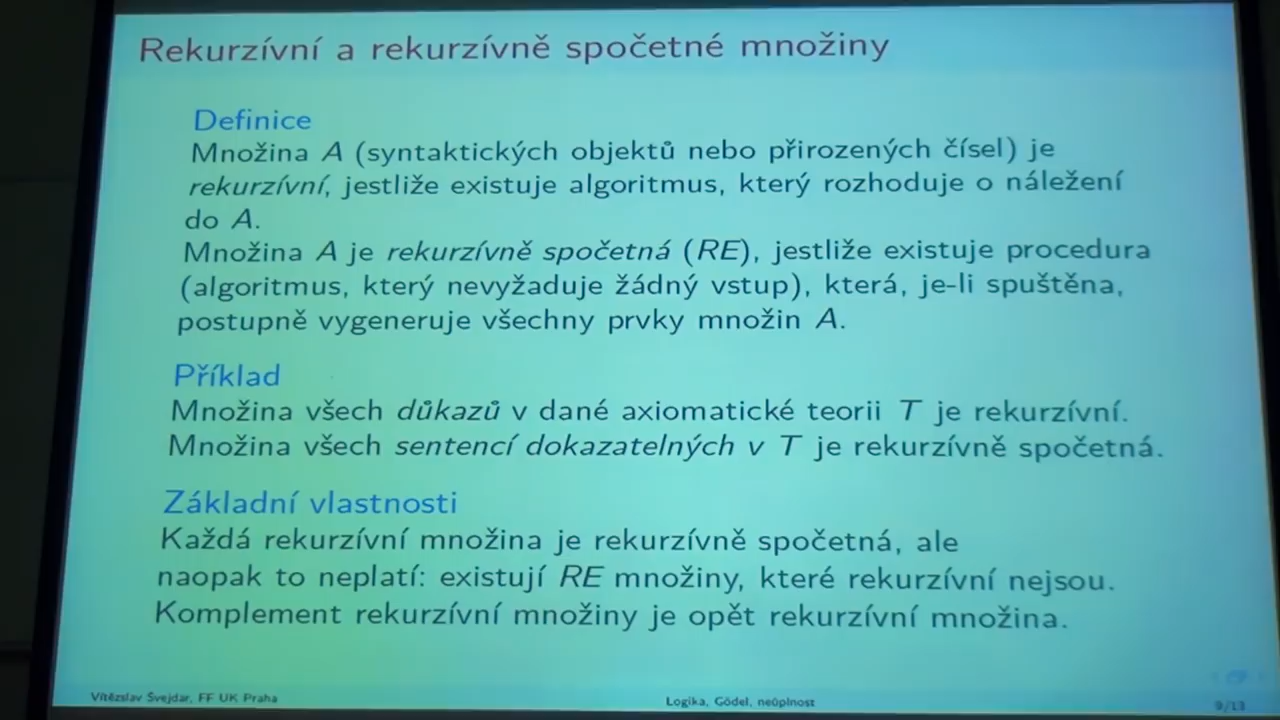 Rekurzívní a rekurzívně spočetné množiny
Definice
Množina A (syntaktických objektů nebo přirozených čísel) je
rekurzívní, jestliže existuje algoritmus, který rozhoduje o náležení
do A.
Množina A je rekurzívně spočetná (RE), jestliže existuje procedura
(algoritmus, který nevyžaduje žádný vstup), která, je-li spuštěna,
postupně vygeneruje všechny prvky množin A.
Příklad
Množina všech důkazů v dané axiomatické teorii T je rekurzívní.
Množina všech sentencí dokazatelných v T je rekurzívně spočetná.
Základní vlastnosti
Každá rekurzívní množina je rekurzívně spočetná, ale
naopak to neplatí: existují RE množiny, které rekurzívní nejsou.
Komplement rekurzívní množiny je opět rekurzívní množina.
Vítězslav Švejdar, FF UK Praha
Logika, Gödel, neúplnost
9/13